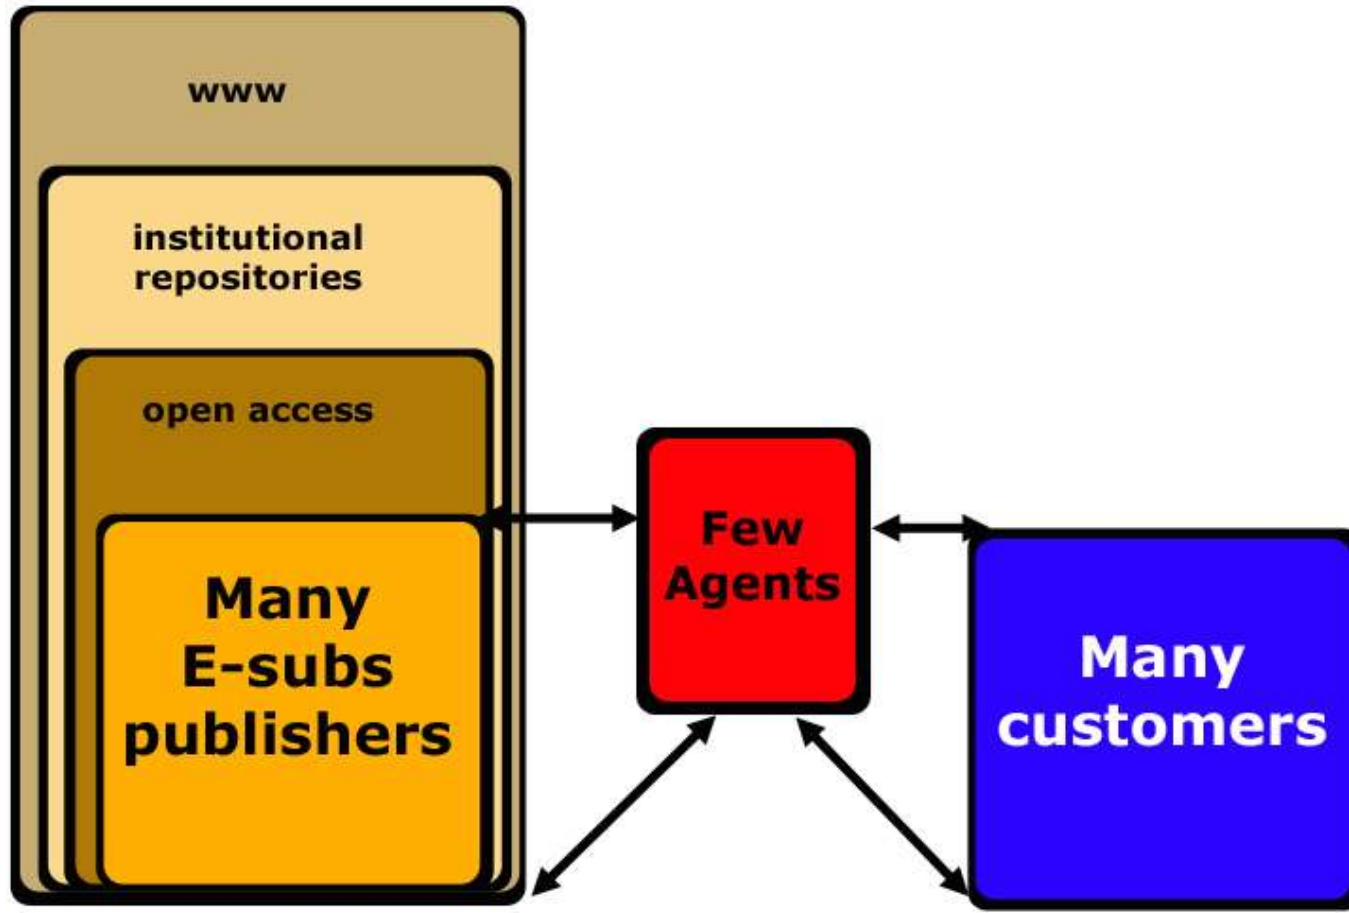 www
institutional
repositories
open access
Many
E-subs
publishers
Few
Agents
Many
customers